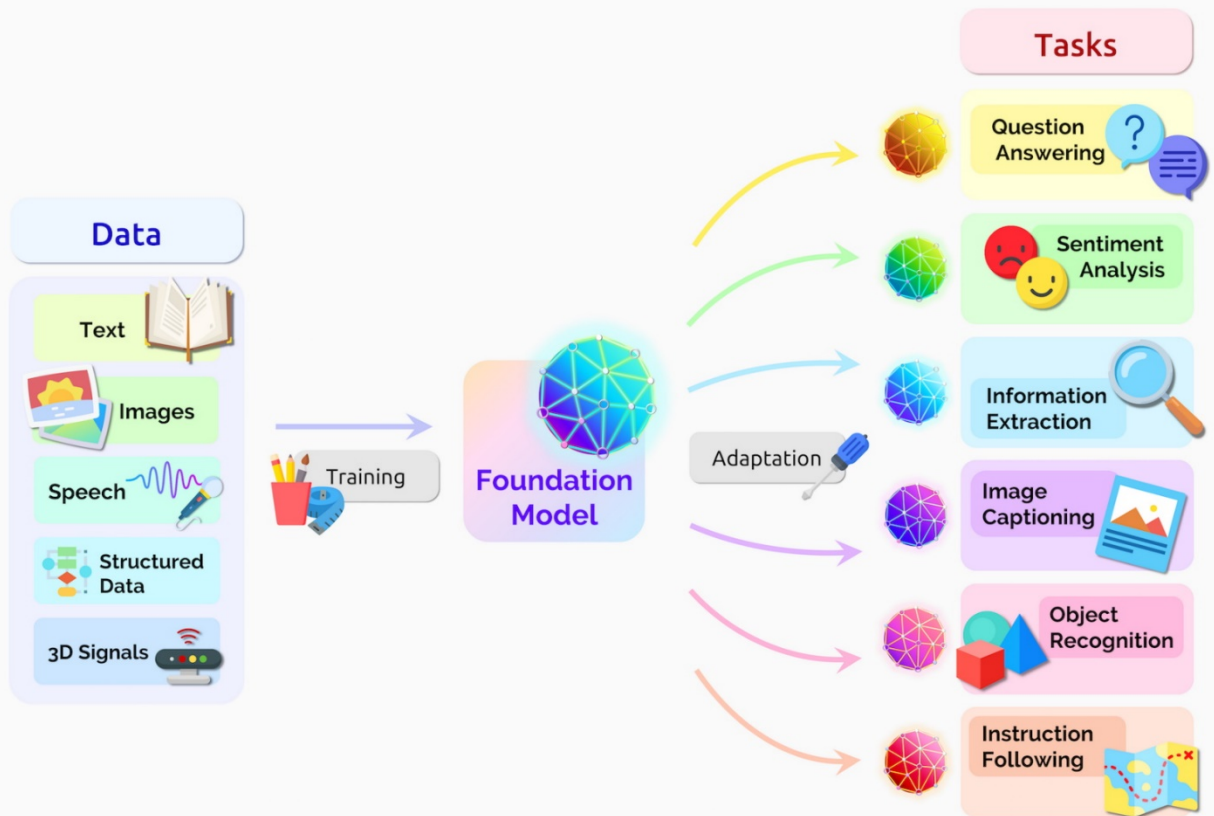 Data
Text
Images
Speech
Structured
Data
3D Signals
Training
Foundation
Model
Adaptation
Tasks
Question
Answering
Sentiment
Analysis
Information
Extraction
Image
Captioning
Object
Recognition
Instruction
Following